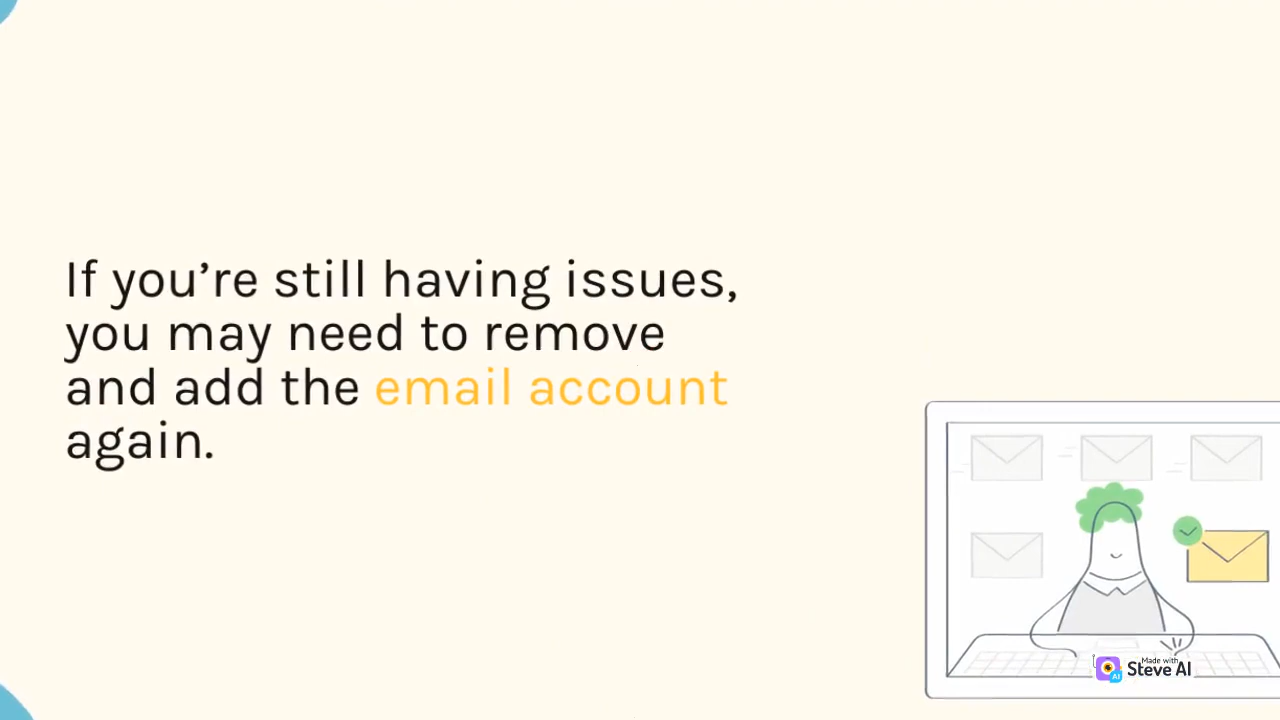 If you’re still having issues,
you may need to remove
and add the email account
again.
Made with
Steve AI
AI